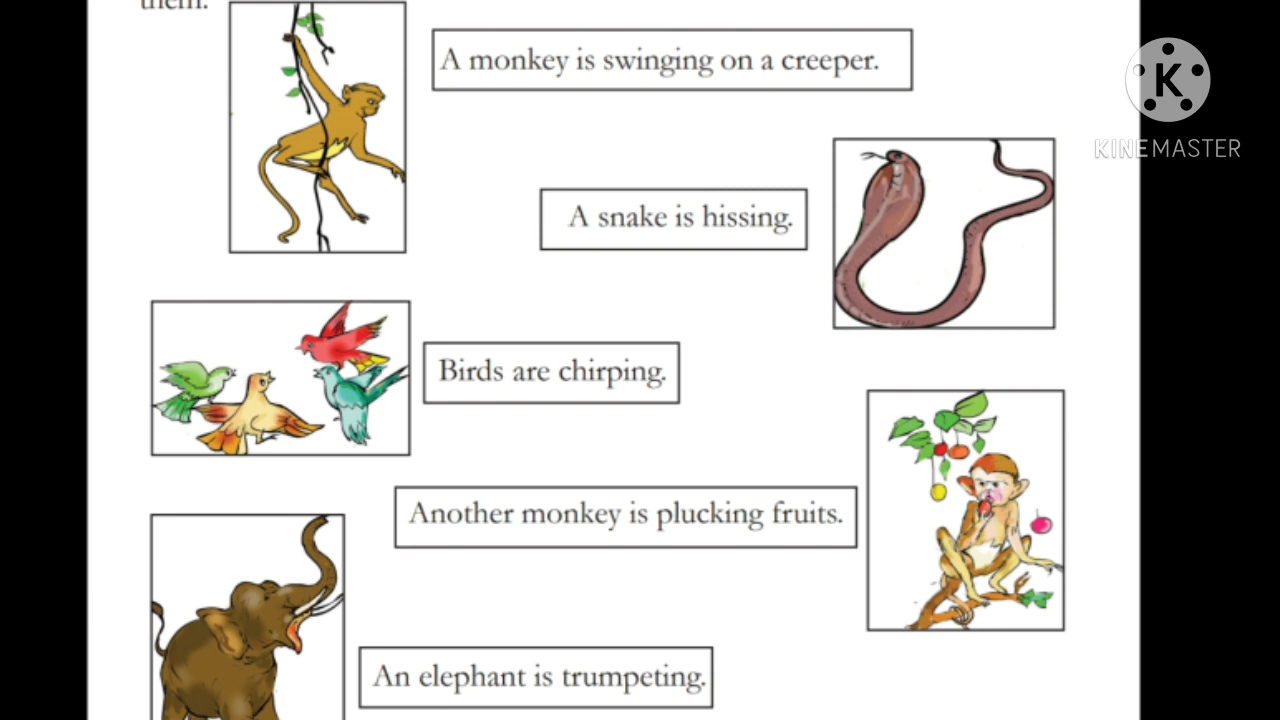 them.
A monkey is swinging on a creeper.
K
KINEMASTER
A snake is hissing.
Birds are chirping.
Another monkey is plucking fruits.
An elephant is trumpeting.